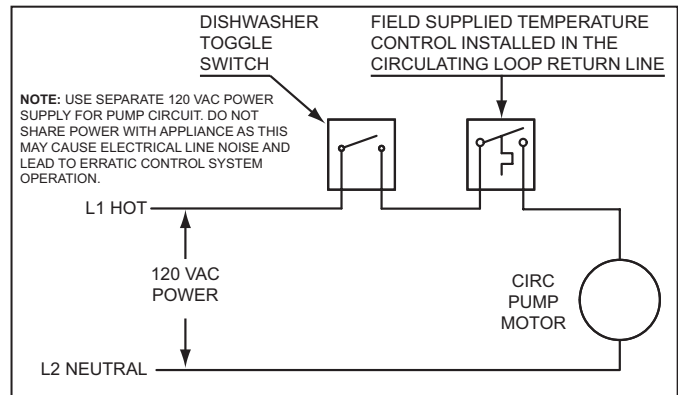 DISHWASHER
TOGGLE
SWITCH
FIELD SUPPLIED TEMPERATURE
CONTROL INSTALLED IN THE
CIRCULATING LOOP RETURN LINE
NOTE: USE SEPARATE 120 VAC POWER
SUPPLY FOR PUMP CIRCUIT. DO NOT
SHARE POWER WITH APPLIANCE AS THIS
MAY CAUSE ELECTRICAL LINE NOISE AND
LEAD TO ERRATIC CONTROL SYSTEM
OPERATION.
L1 HOT
120 VAC
POWER
CIRC
PUMP
MOTOR
L2 NEUTRAL